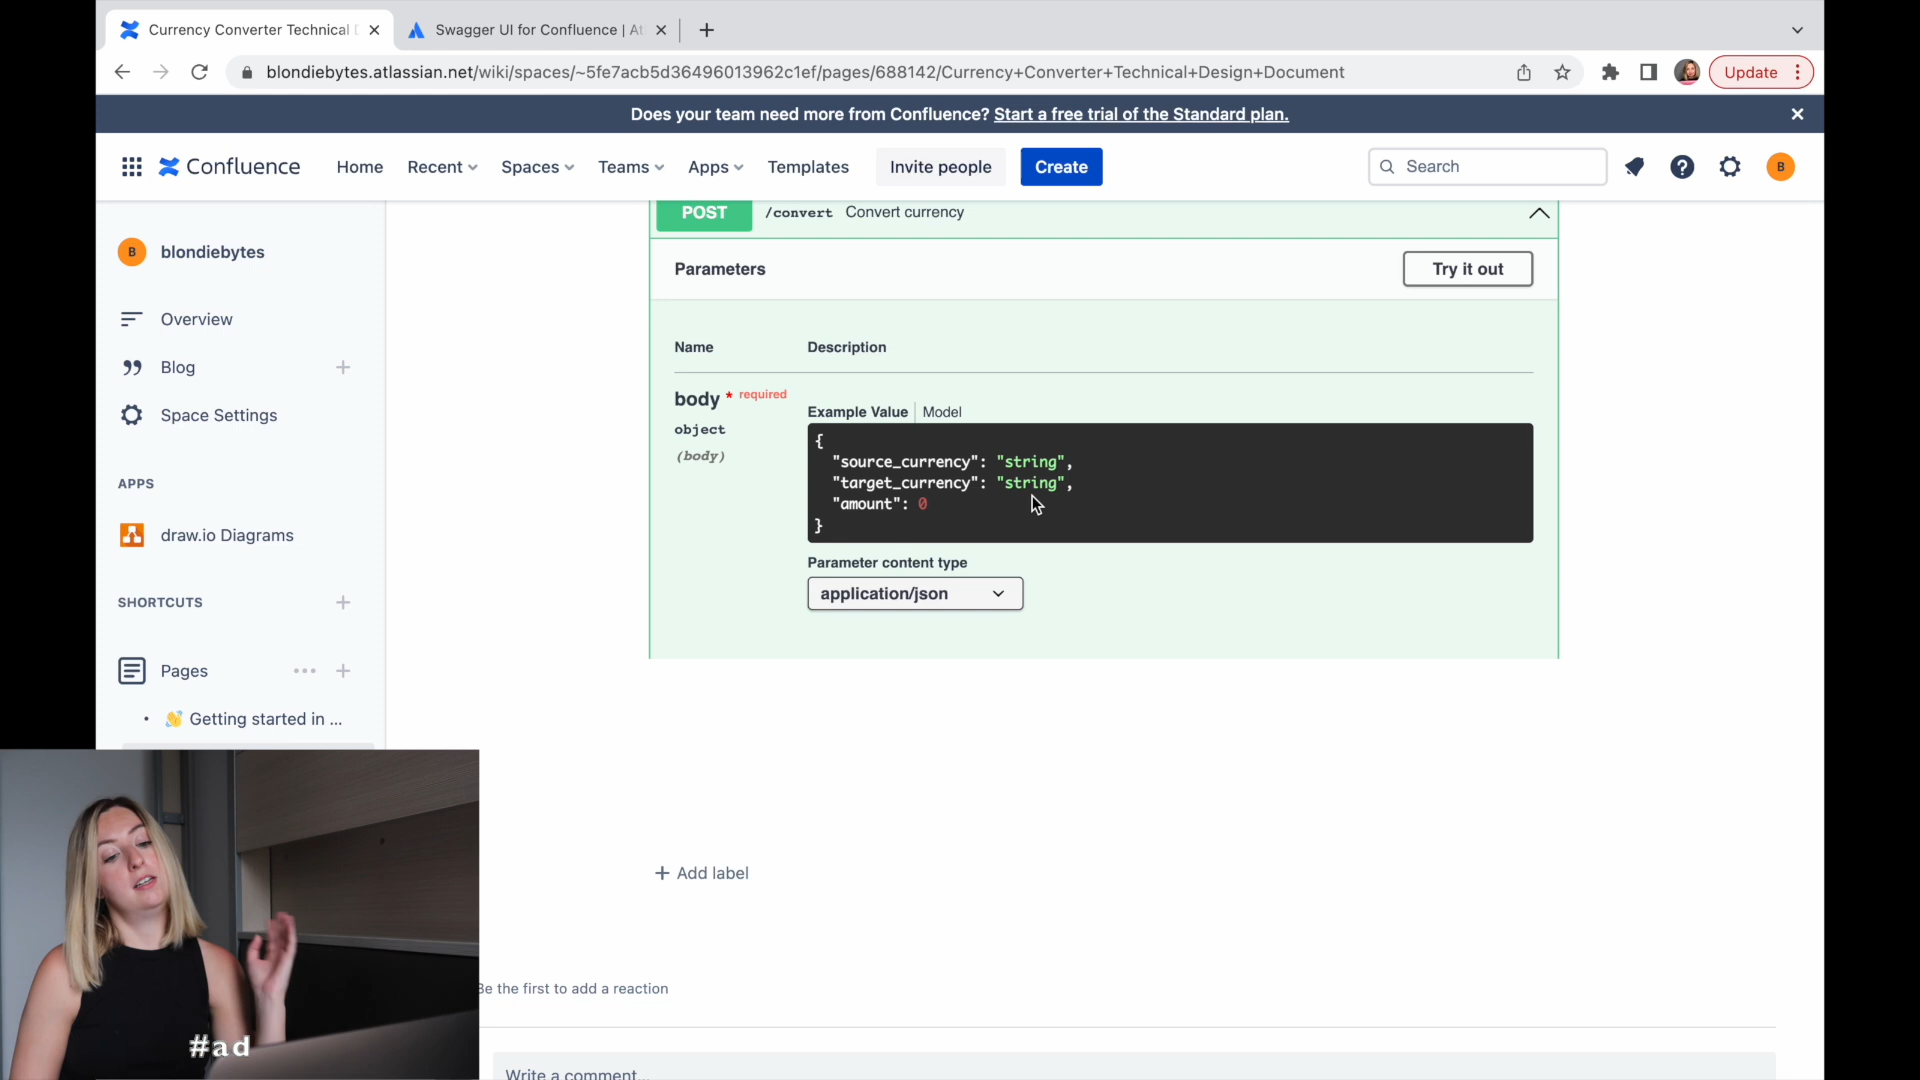 Currency Converter Technical
Swagger UI for Confluence | At
blondiebytes.atlassian.net/wiki/spaces/~5fe7acb5d36496013962c1ef/pages/688142/Currency+Converter+Technical+Design+Document
Update
Does your team need more from Confluence? Start a free trial of the Standard plan.
Confluence
Home
Recent
Spaces
Teams
Apps
Templates
Invite people
Create
Search
B
B
blondiebytes
Overview
Blog
Space Settings
APPS
draw.io Diagrams
SHORTCUTS
Pages
Getting started in ...
POST
/convert Convert currency
Parameters
Try it out
Name
Description
body * required
object
(body)
Example Value | Model
{
"source_currency": "string",
"target_currency": "string",
"amount": 0
}
Parameter content type
application/json
+ Add label
Be the first to add a reaction
Write a comment...
#ad